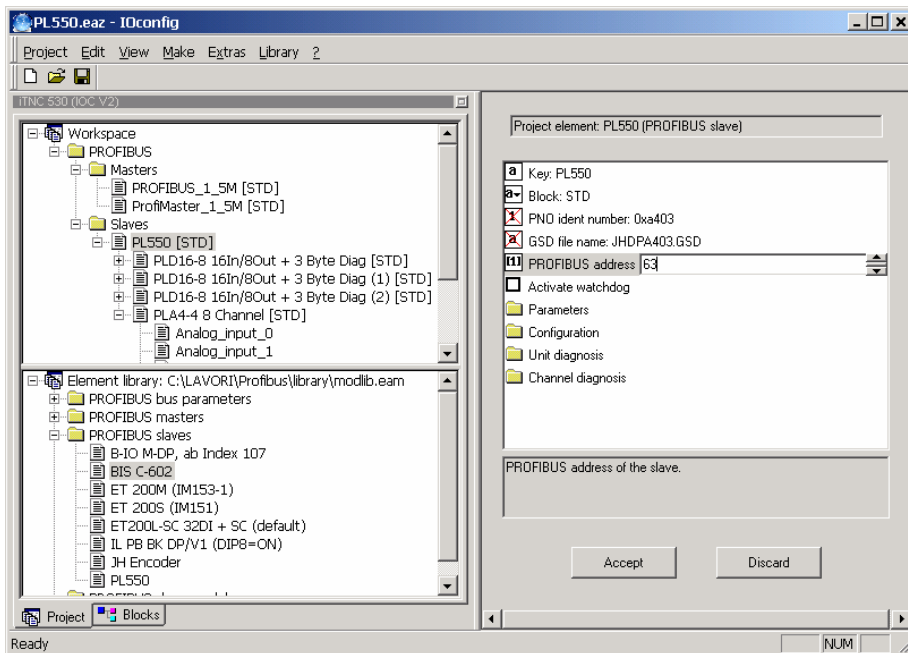 PL550.eaz - IOconfig
Project Edit View Make Extras Library ?
iTNC 530 (IOC V2)
Workspace
PROFIBUS
Masters
PROFIBUS_1_5M [STD]
ProfiMaster_1_5M [STD]
Slaves
PL550 [STD]
PLD16-8 16In/8Out + 3 Byte Diag [STD]
PLD16-8 16In/8Out + 3 Byte Diag (1) [STD]
PLD16-8 16In/8Out + 3 Byte Diag (2) [STD]
PLA4-4 8 Channel [STD]
Analog_input_0
Analog_input_1
Element library: C:\LAVORI\Profibus\library\modlib.eam
PROFIBUS bus parameters
PROFIBUS masters
PROFIBUS slaves
B-IO M-DP, ab Index 107
BIS C-602
ET 200M (IM153-1)
ET 200S (IM151)
ET200L-SC 32DI + SC (default)
IL PB BK DP/V1 (DIP8=ON)
JH Encoder
PL550
Project Blocks
Project element: PL550 (PROFIBUS slave)
a Key: PL550
a Block: STD
1 PNO ident number: 0xa403
a GSD file name: JHDPA403.GSD
[1] PROFIBUS address 63
Activate watchdog
Parameters
Configuration
Unit diagnosis
Channel diagnosis
PROFIBUS address of the slave.
Accept Discard
Ready NUM